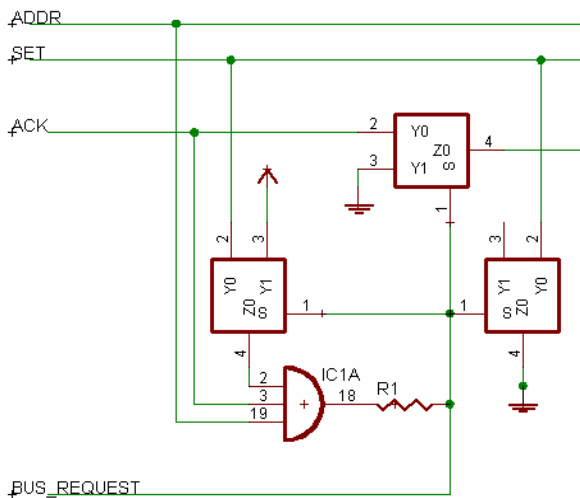 ADDR
SET
ACK
2 Y0 Z0 4
3 Y1 S
1
2 3
Y0 Y1
Z0 S 1
4
3 2
Y1 Y0
1 S Z0
4
2 IC1A
3 18 R1
19
BUS_REQUEST